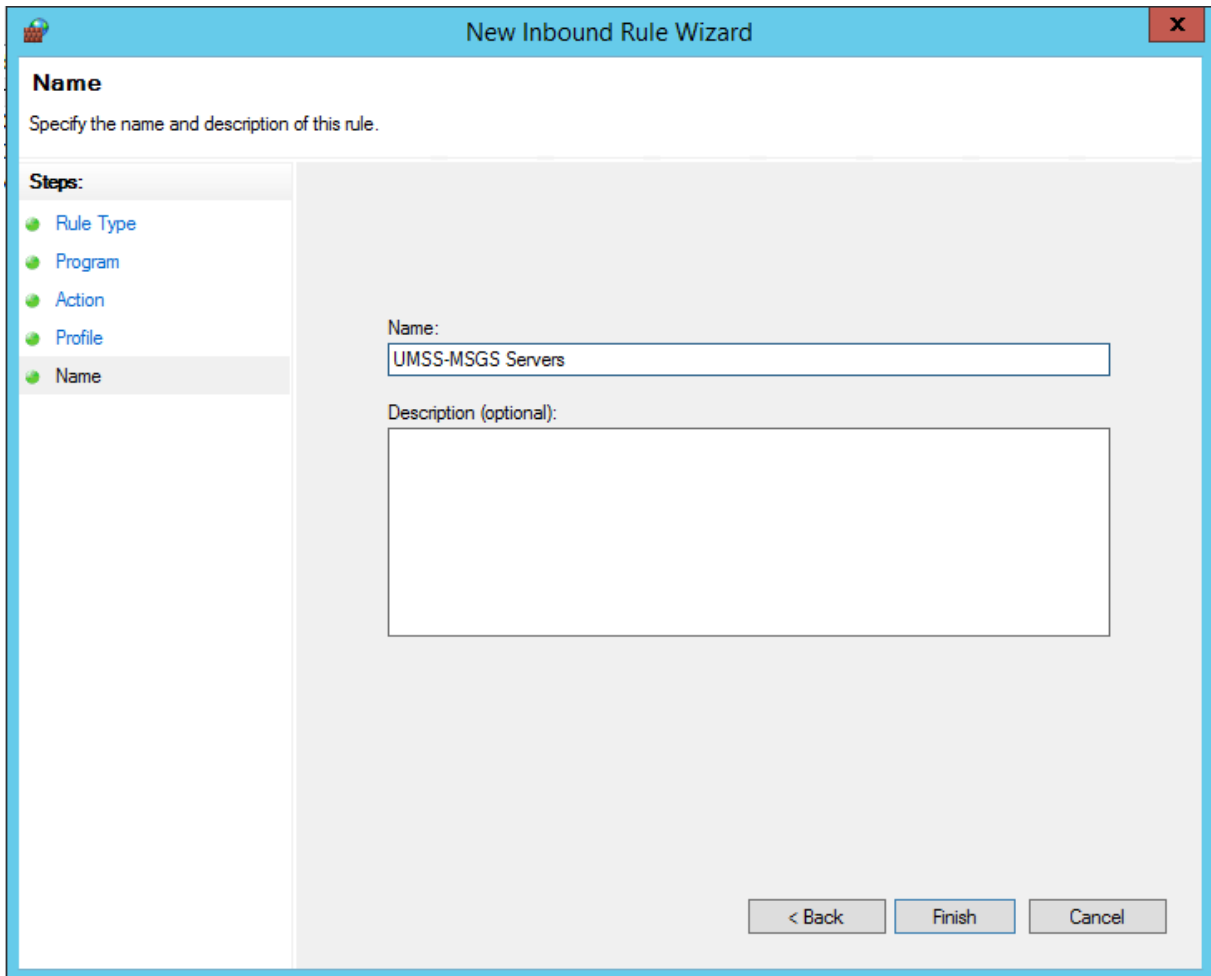 New Inbound Rule Wizard
x
Name
Specify the name and description of this rule.
Steps:
Rule Type
Program
Action
Profile
Name
Name:
UMSS-MSGS Servers
Description (optional):
< Back
Finish
Cancel